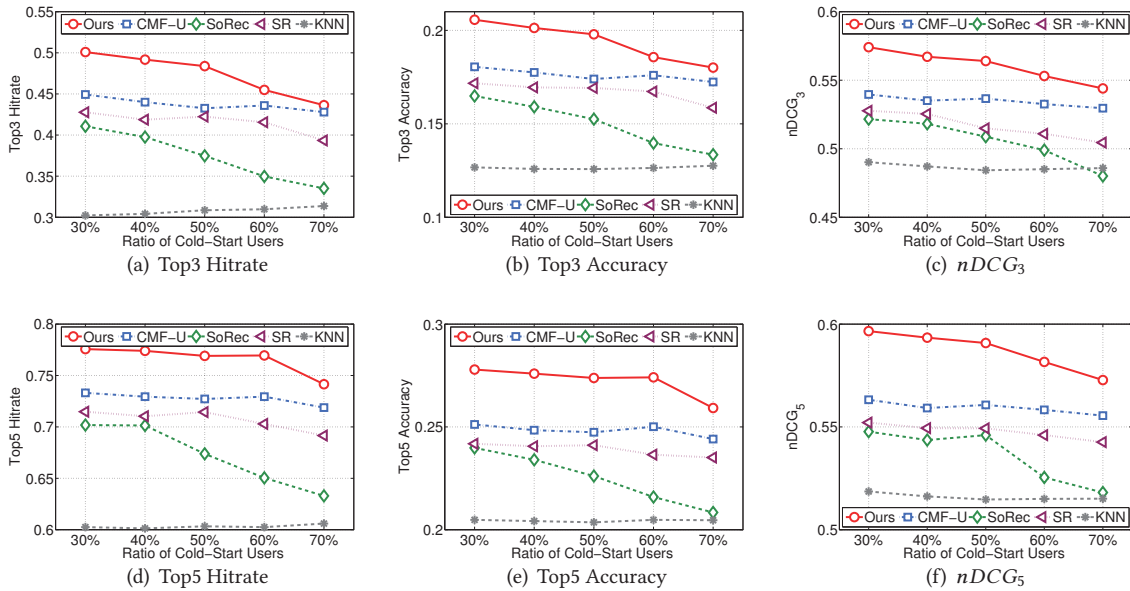 Ours CMF-U SoRec SR KNN
0.55
0.5
0.45
0.4
0.35
0.3
Top3 Hitrate
30% 40% 50% 60% 70%
Ratio of Cold-Start Users
(a) Top3 Hitrate
0.2
0.15
0.1
Top3 Accuracy
Ours CMF-U SoRec SR KNN
30% 40% 50% 60% 70%
Ratio of Cold-Start Users
(b) Top3 Accuracy
0.6
0.55
0.5
0.45
nDCG3
Ours CMF-U SoRec SR KNN
30% 40% 50% 60% 70%
Ratio of Cold-Start Users
(c) nDCG3
Ours CMF-U SoRec SR KNN
0.8
0.75
0.7
0.65
0.6
Top5 Hitrate
30% 40% 50% 60% 70%
Ratio of Cold-Start Users
(d) Top5 Hitrate
Ours CMF-U SoRec SR KNN
0.3
0.25
0.2
Top5 Accuracy
30% 40% 50% 60% 70%
Ratio of Cold-Start Users
(e) Top5 Accuracy
0.6
0.55
0.5
nDCG5
Ours CMF-U SoRec SR KNN
30% 40% 50% 60% 70%
Ratio of Cold-Start Users
(f) nDCG5